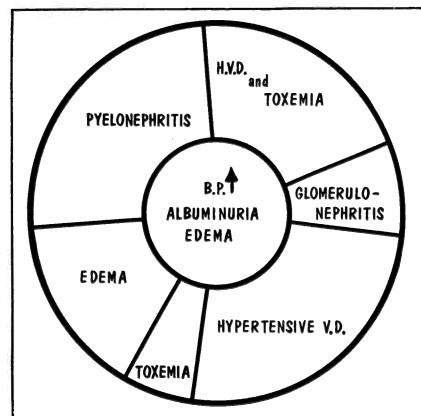 H.V.D.
and
TOXEMIA
PYELONEPHRITIS
B.P. ↑
ALBUMINURIA
EDEMA
GLOMERULO-
NEPHRITIS
EDEMA
HYPERTENSIVE V.D.
TOXEMIA